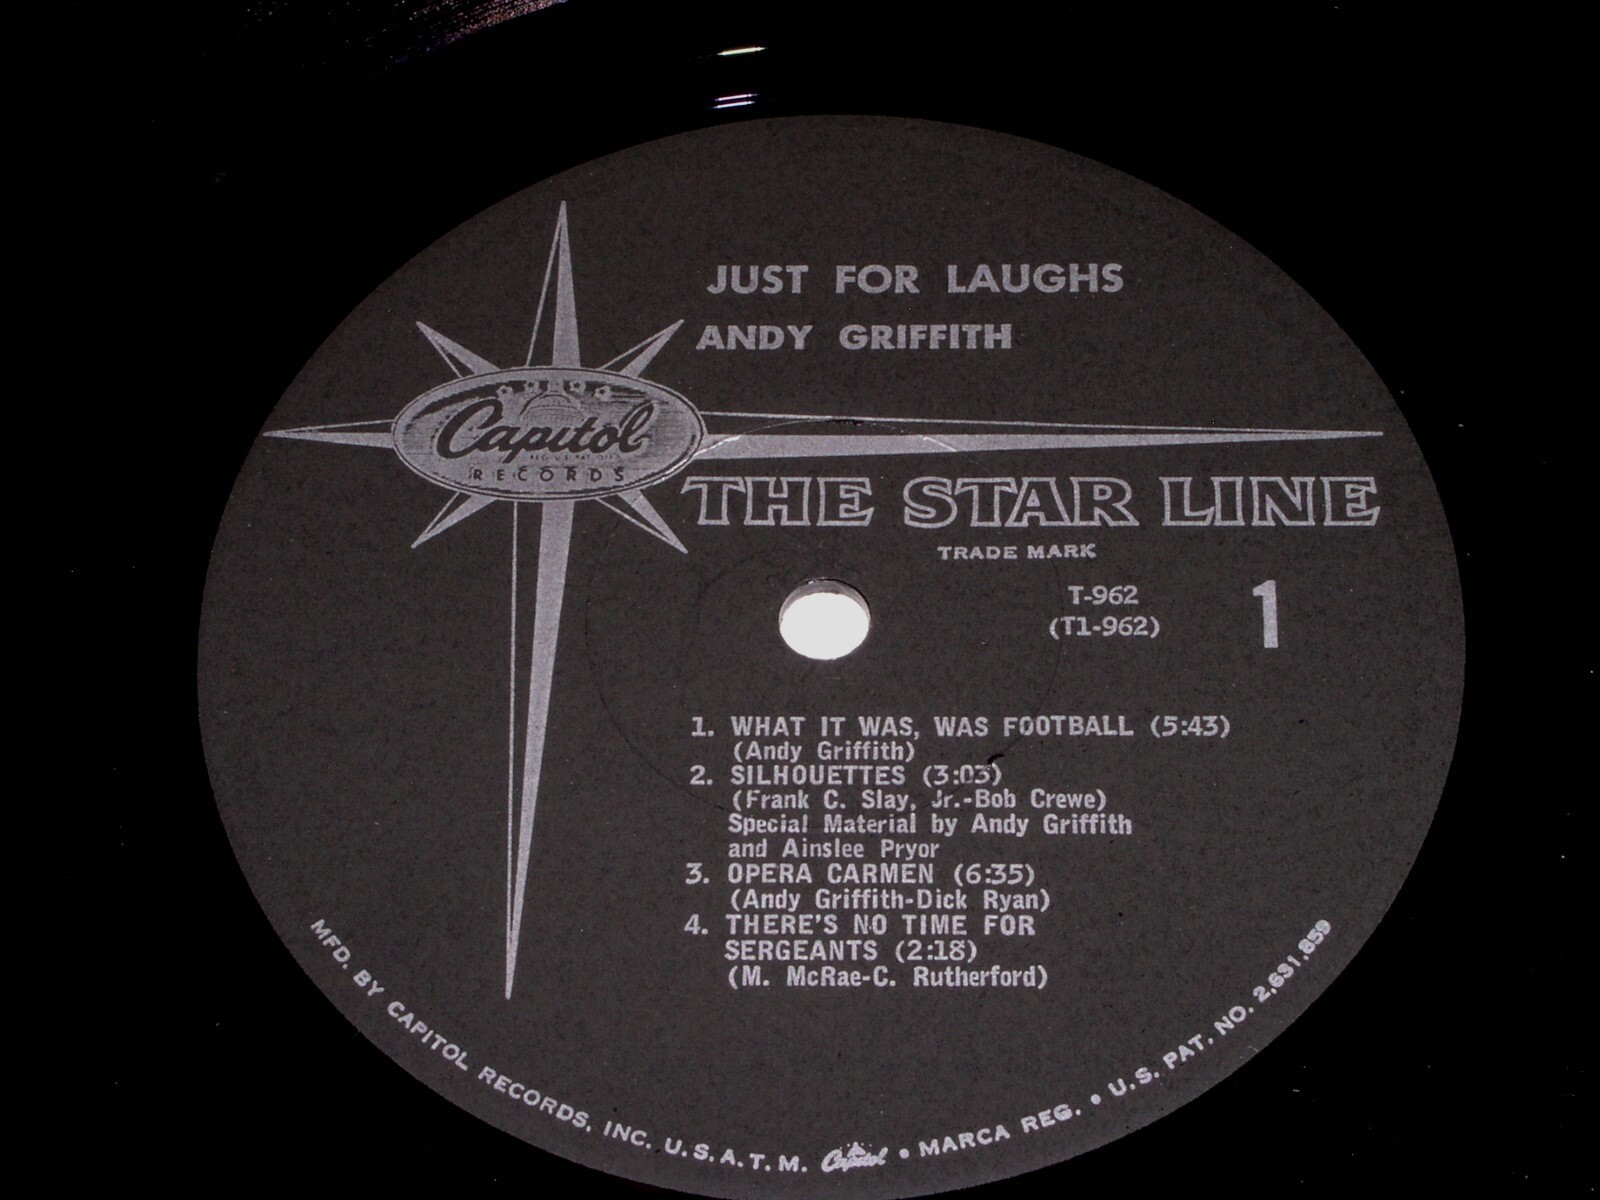 JUST FOR LAUGHS
ANDY GRIFFITH
Capitol
RECORDS
THE STAR LINE
TRADE MARK
T-962
(T1-962)
1
1. WHAT IT WAS, WAS FOOTBALL (5:43)
(Andy Griffith)
2. SILHOUETTES (3:03)
(Frank C. Slay, Jr.-Bob Crewe)
Special Material by Andy Griffith
and Ainslee Pryor
3. OPERA CARMEN (6:35)
(Andy Griffith-Dick Ryan)
4. THERE'S NO TIME FOR
SERGEANTS (2:18)
(M. McRae-C. Rutherford)
MFD. BY CAPITOL RECORDS, INC. U.S.A. T.M. Capitol • MARCA REG. • U.S. PAT. NO. 2,631,859